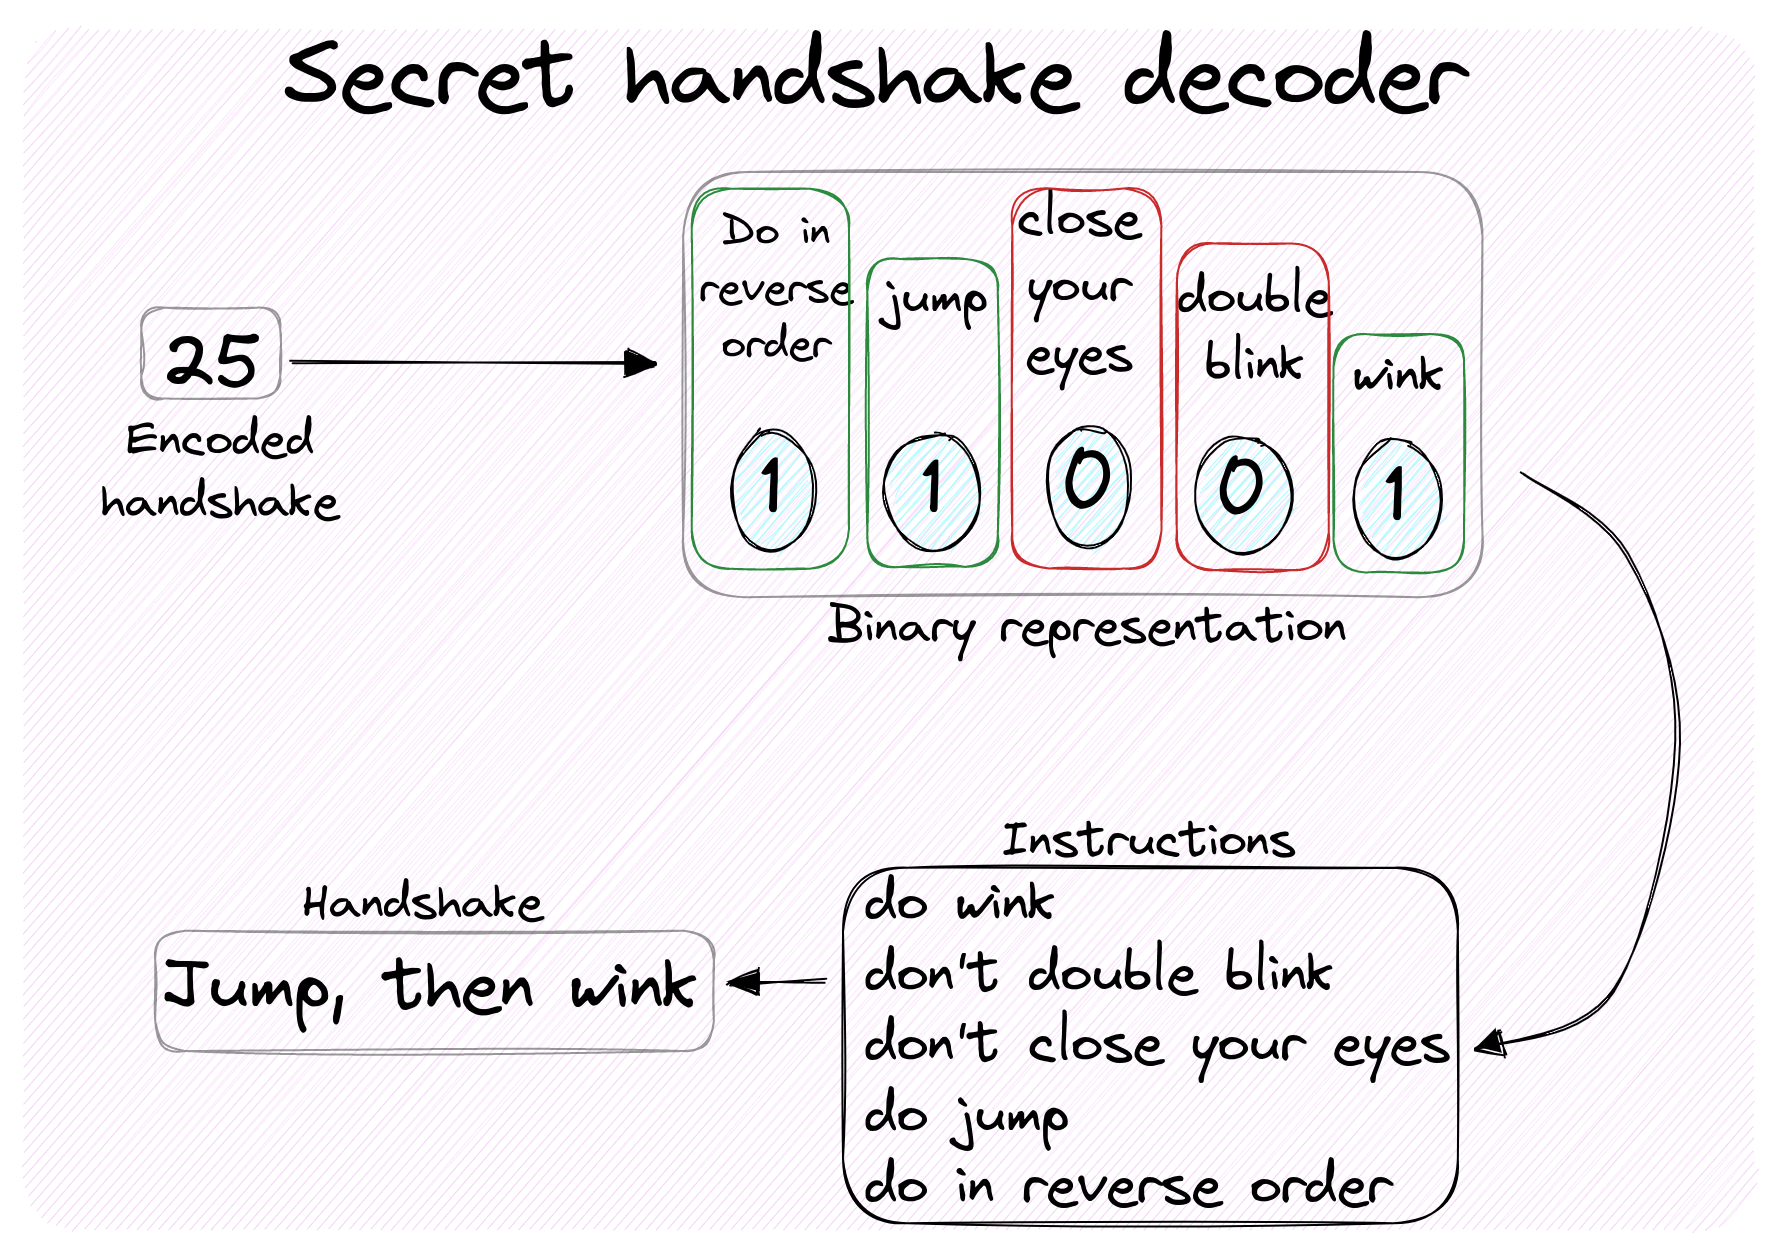 Secret handshake decoder
25
Encoded
handshake
Do in
reverse
order
1
jump
1
close
your
eyes
0
double
blink
0
wink
1
Binary representation
Instructions
do wink
don't double blink
don't close your eyes
do jump
do in reverse order
Handshake
Jump, then wink